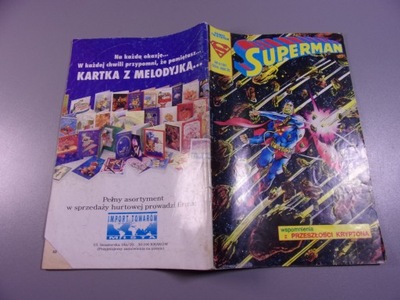 Na każdą okazję...
W każdej chwili przypomni, że pamiętasz...
KARTKA Z MELODYJKĄ...
Pełny asortyment
w sprzedaży hurtowej prowadzi
IMPORT TOWARÓW
SUPERMAN
wspomnienia
z PRZESZŁOŚCI KRYPTONA